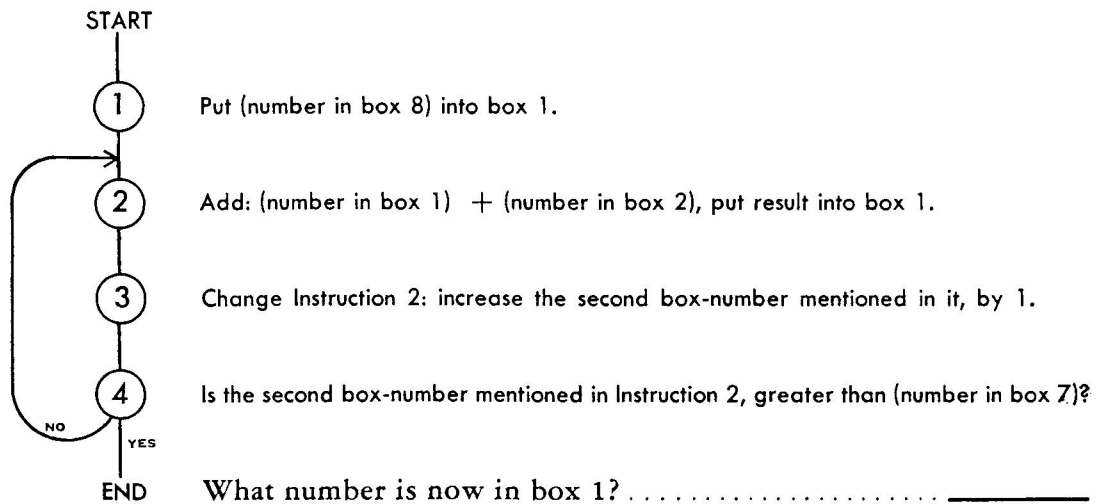 START
1 Put (number in box 8) into box 1.
2 Add: (number in box 1) + (number in box 2), put result into box 1.
3 Change Instruction 2: increase the second box-number mentioned in it, by 1.
4 Is the second box-number mentioned in Instruction 2, greater than (number in box 7)?
NO
YES
END What number is now in box 1? ...................... ________